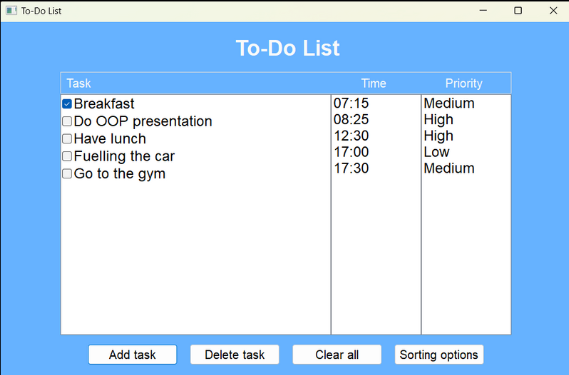 To-Do List
To-Do List
Task Time Priority
Breakfast 07:15 Medium
Do OOP presentation 08:25 High
Have lunch 12:30 High
Fuelling the car 17:00 Low
Go to the gym 17:30 Medium
Add task Delete task Clear all Sorting options